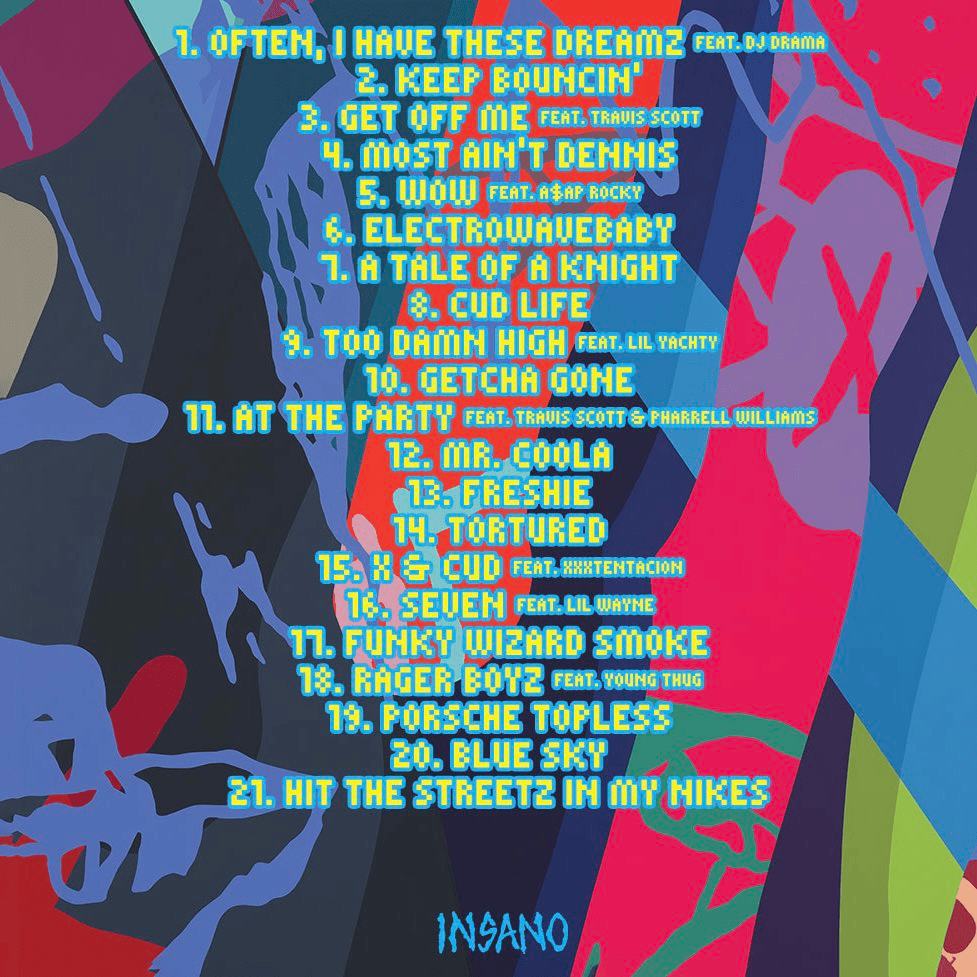 1. OFTEN, I HAVE THESE DREAMZ FEAT. DJ DRAMA
2. KEEP BOUNCIN'
3. GET OFF ME FEAT. TRAVIS SCOTT
4. MOST AIN'T DENNIS
5. WOW FEAT. A$AP ROCKY
6. ELECTROWAVEBABY
7. A TALE OF A KNIGHT
8. CUD LIFE
9. TOO DAMN HIGH FEAT. LIL YACHTY
10. GETCHA GONE
11. AT THE PARTY FEAT. TRAVIS SCOTT & PHARRELL WILLIAMS
12. MR. COOLA
13. FRESHIE
14. TORTURED
15. X & CUD FEAT. XXXTENTACION
16. SEVEN FEAT. LIL WAYNE
17. FUNKY WIZARD SMOKE
18. RAGER BOYZ FEAT. YOUNG THUG
19. PORSCHE TOPLESS
20. BLUE SKY
21. HIT THE STREETZ IN MY NIKES
INSANO